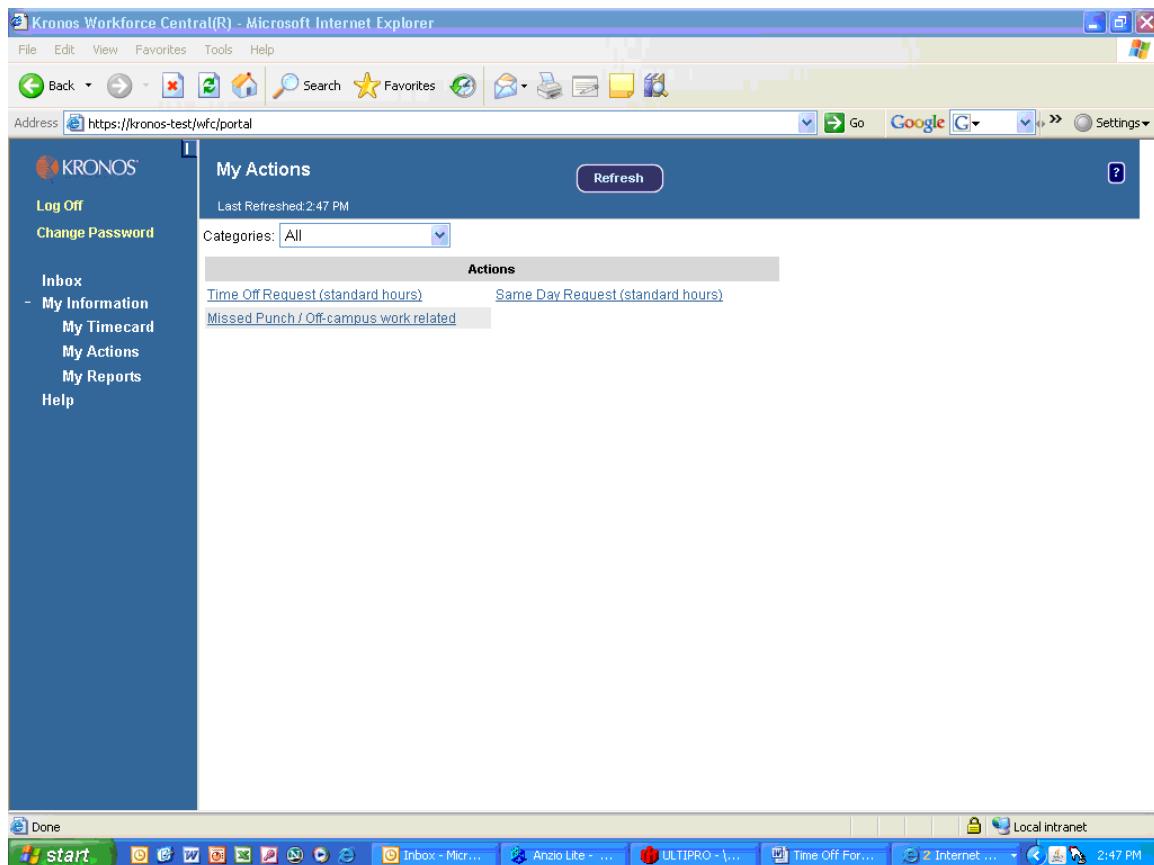 Kronos Workforce Central(R) - Microsoft Internet Explorer
File Edit View Favorites Tools Help
Back Search Favorites
Address https://kronos-test/wfc/portal Go Google G Settings
KRONOS
My Actions
Refresh
?
Log Off
Last Refreshed:2:47 PM
Change Password
Categories: All
Actions
Inbox
Time Off Request (standard hours) Same Day Request (standard hours)
- My Information
Missed Punch / Off-campus work related
My Timecard
My Actions
My Reports
Help
Done
Local intranet
start Inbox - Micr... Anzio Lite - ... ULTIPRO - \... Time Off For... 2 Internet ... 2:47 PM